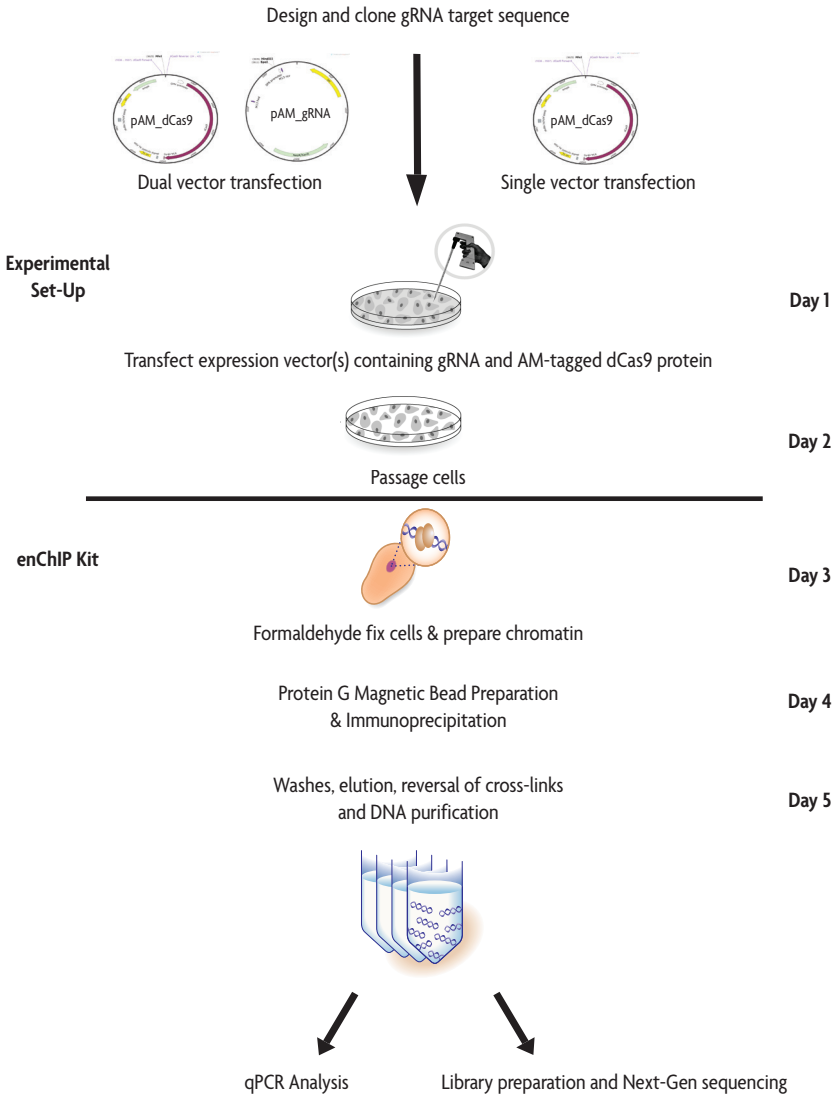 Design and clone gRNA target sequence
pAM_dCas9
pAM_gRNA
pAM_dCas9
Dual vector transfection
Single vector transfection
Experimental
Set-Up
Day 1
Transfect expression vector(s) containing gRNA and AM-tagged dCas9 protein
Day 2
Passage cells
enChIP Kit
Day 3
Formaldehyde fix cells & prepare chromatin
Protein G Magnetic Bead Preparation
& Immunoprecipitation
Day 4
Washes, elution, reversal of cross-links
and DNA purification
Day 5
qPCR Analysis
Library preparation and Next-Gen sequencing